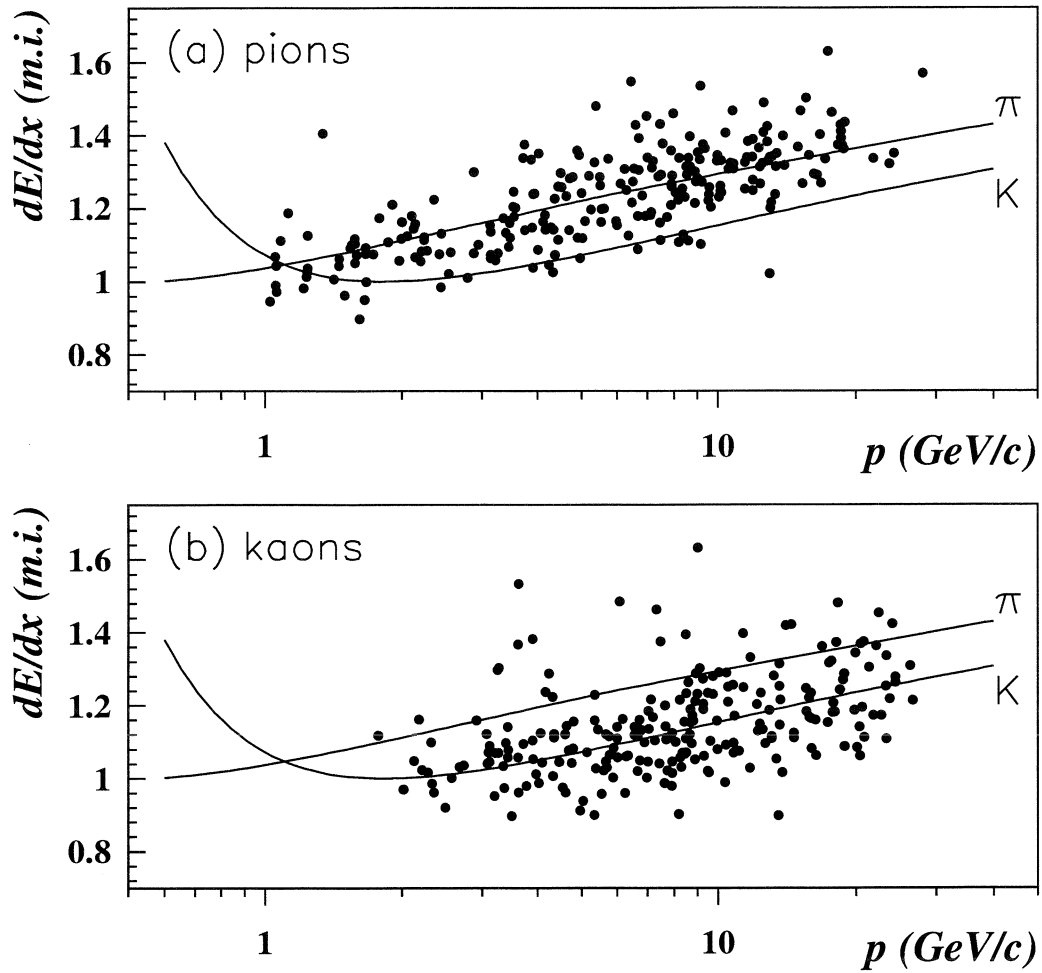 dE/dx (m.i.)
(a) pions
1.6
1.4
1.2
1
0.8
π
K
1
10
p (GeV/c)
dE/dx (m.i.)
(b) kaons
1.6
1.4
1.2
1
0.8
π
K
1
10
p (GeV/c)